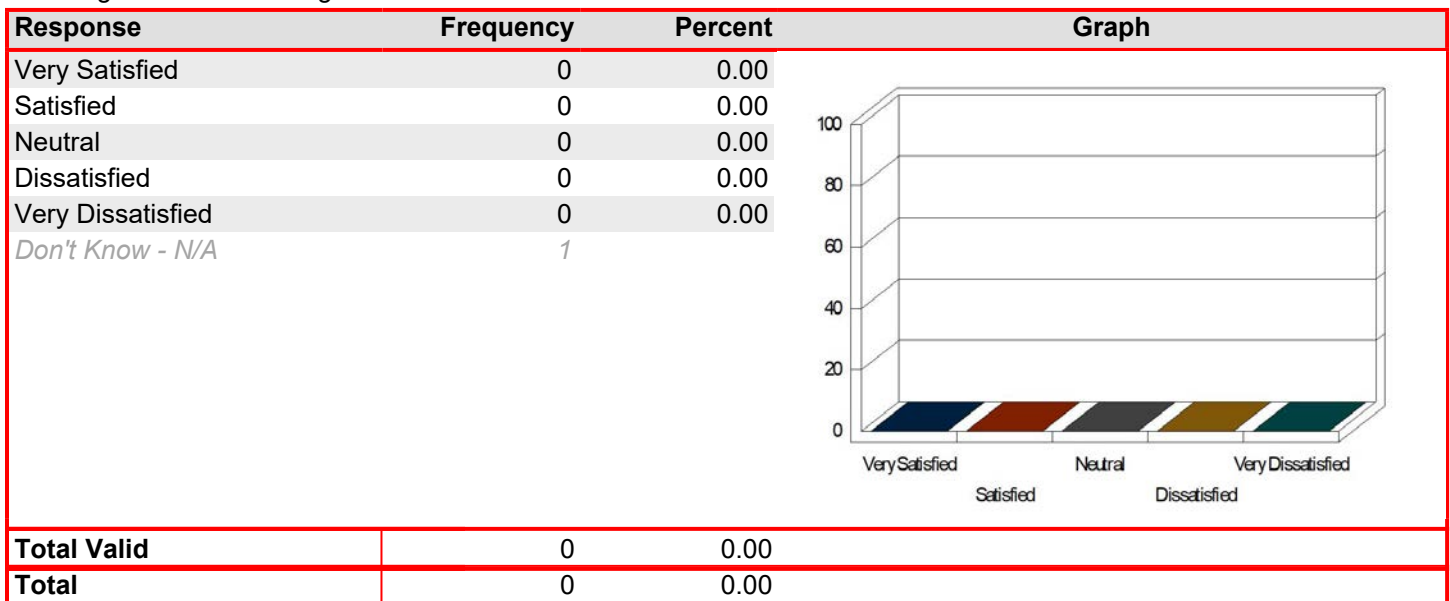 Response Frequency Percent Graph
Very Satisfied 0 0.00
Satisfied 0 0.00
Neutral 0 0.00
Dissatisfied 0 0.00
Very Dissatisfied 0 0.00
Don't Know - N/A 1
100
80
60
40
20
0
Very Satisfied Neutral Very Dissatisfied
Satisfied Dissatisfied
Total Valid 0 0.00
Total 0 0.00